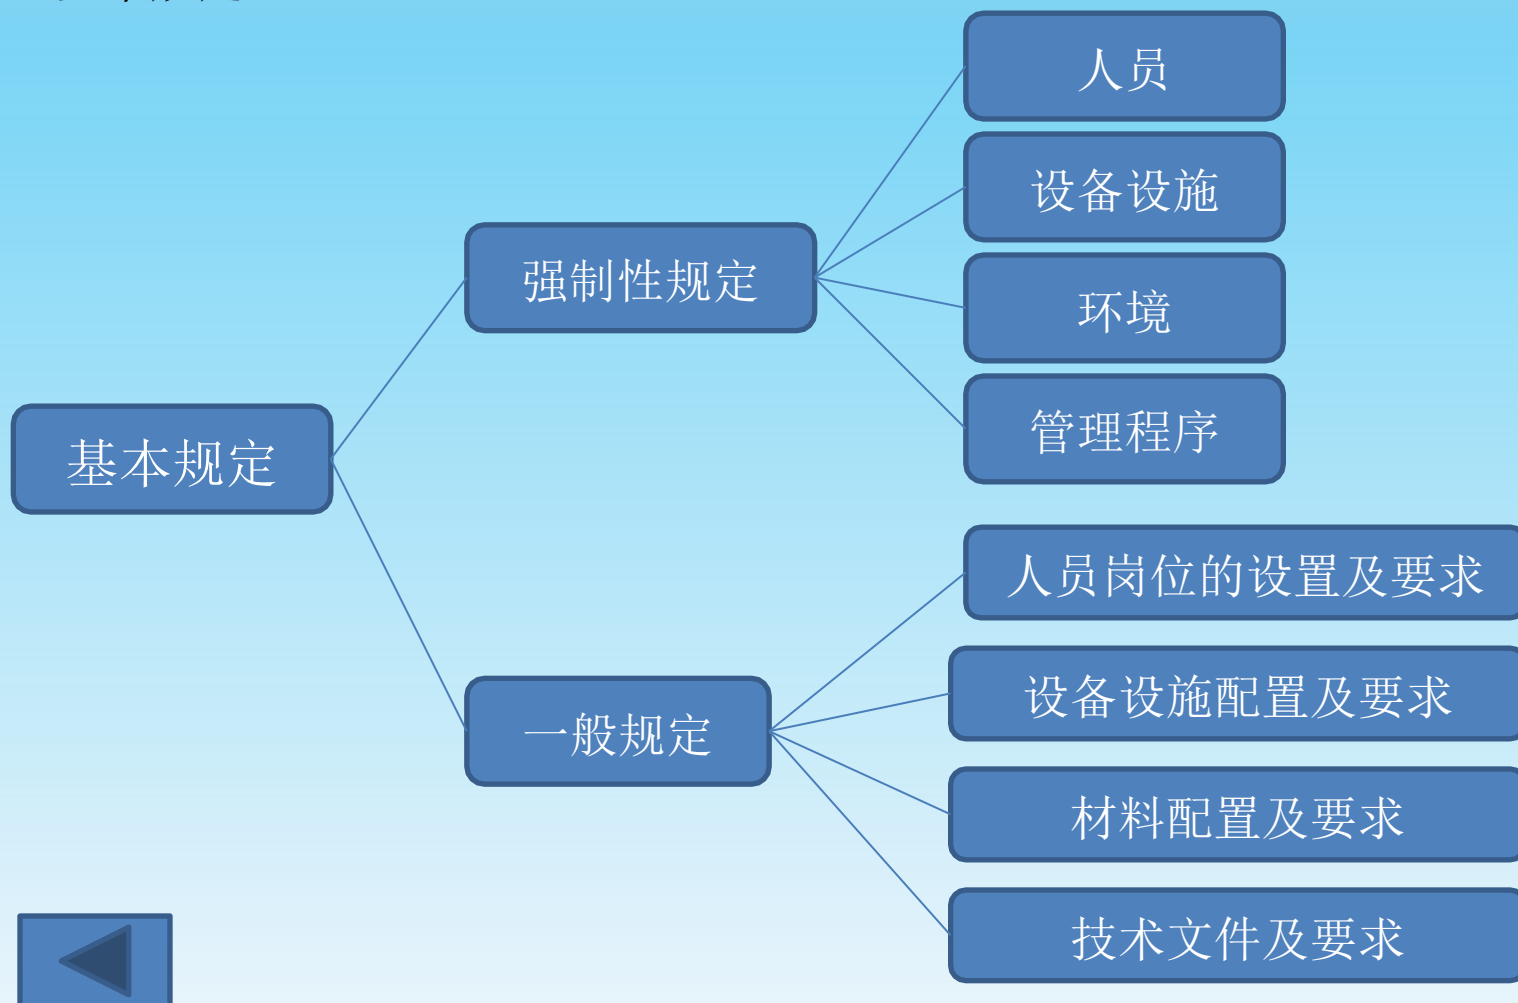 人员
设备设施
强制性规定
环境
管理程序
基本规定
人员岗位的设置及要求
设备设施配置及要求
一般规定
材料配置及要求
技术文件及要求